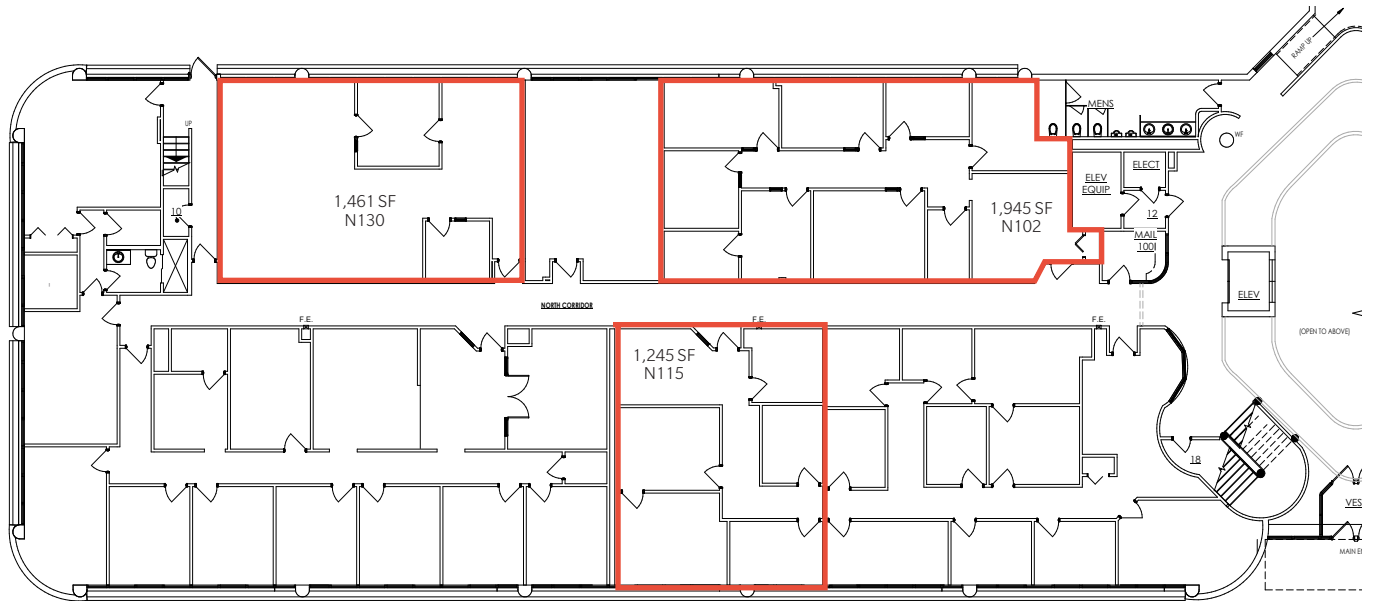 RAMP UP
MENS
UP
WF
ELECT
ELEV
EQUIP
1,461 SF
N130
1,945 SF
N102
10
12
MAIL
100
ELEV
NORTH CORRIDOR
F.E.
F.E.
F.E.
(OPEN TO ABOVE)
1,245 SF
N115
18
VES
MAIN E